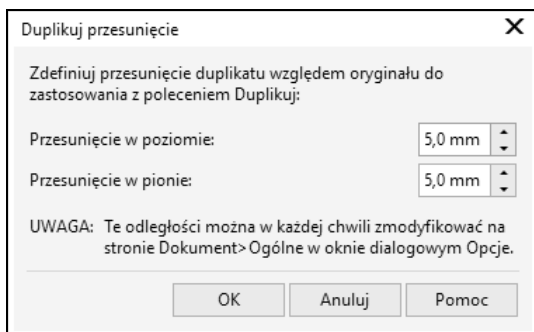 Duplikuj przesunięcie
Zdefiniuj przesunięcie duplikatu względem oryginału do
zastosowania z poleceniem Duplikuj:
Przesunięcie w poziomie: 5,0 mm
Przesunięcie w pionie: 5,0 mm
UWAGA: Te odległości można w każdej chwili zmodyfikować na
stronie Dokument>Ogólne w oknie dialogowym Opcje.
OK Anuluj Pomoc